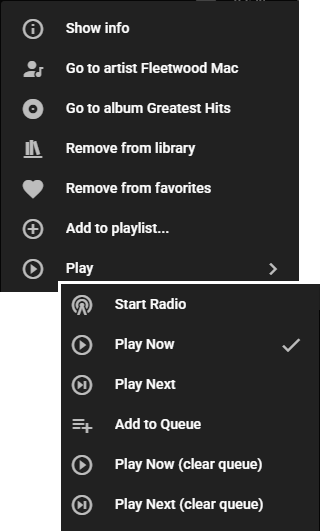 Show info
Go to artist Fleetwood Mac
Go to album Greatest Hits
Remove from library
Remove from favorites
Add to playlist...
Play
Start Radio
Play Now
Play Next
Add to Queue
Play Now (clear queue)
Play Next (clear queue)